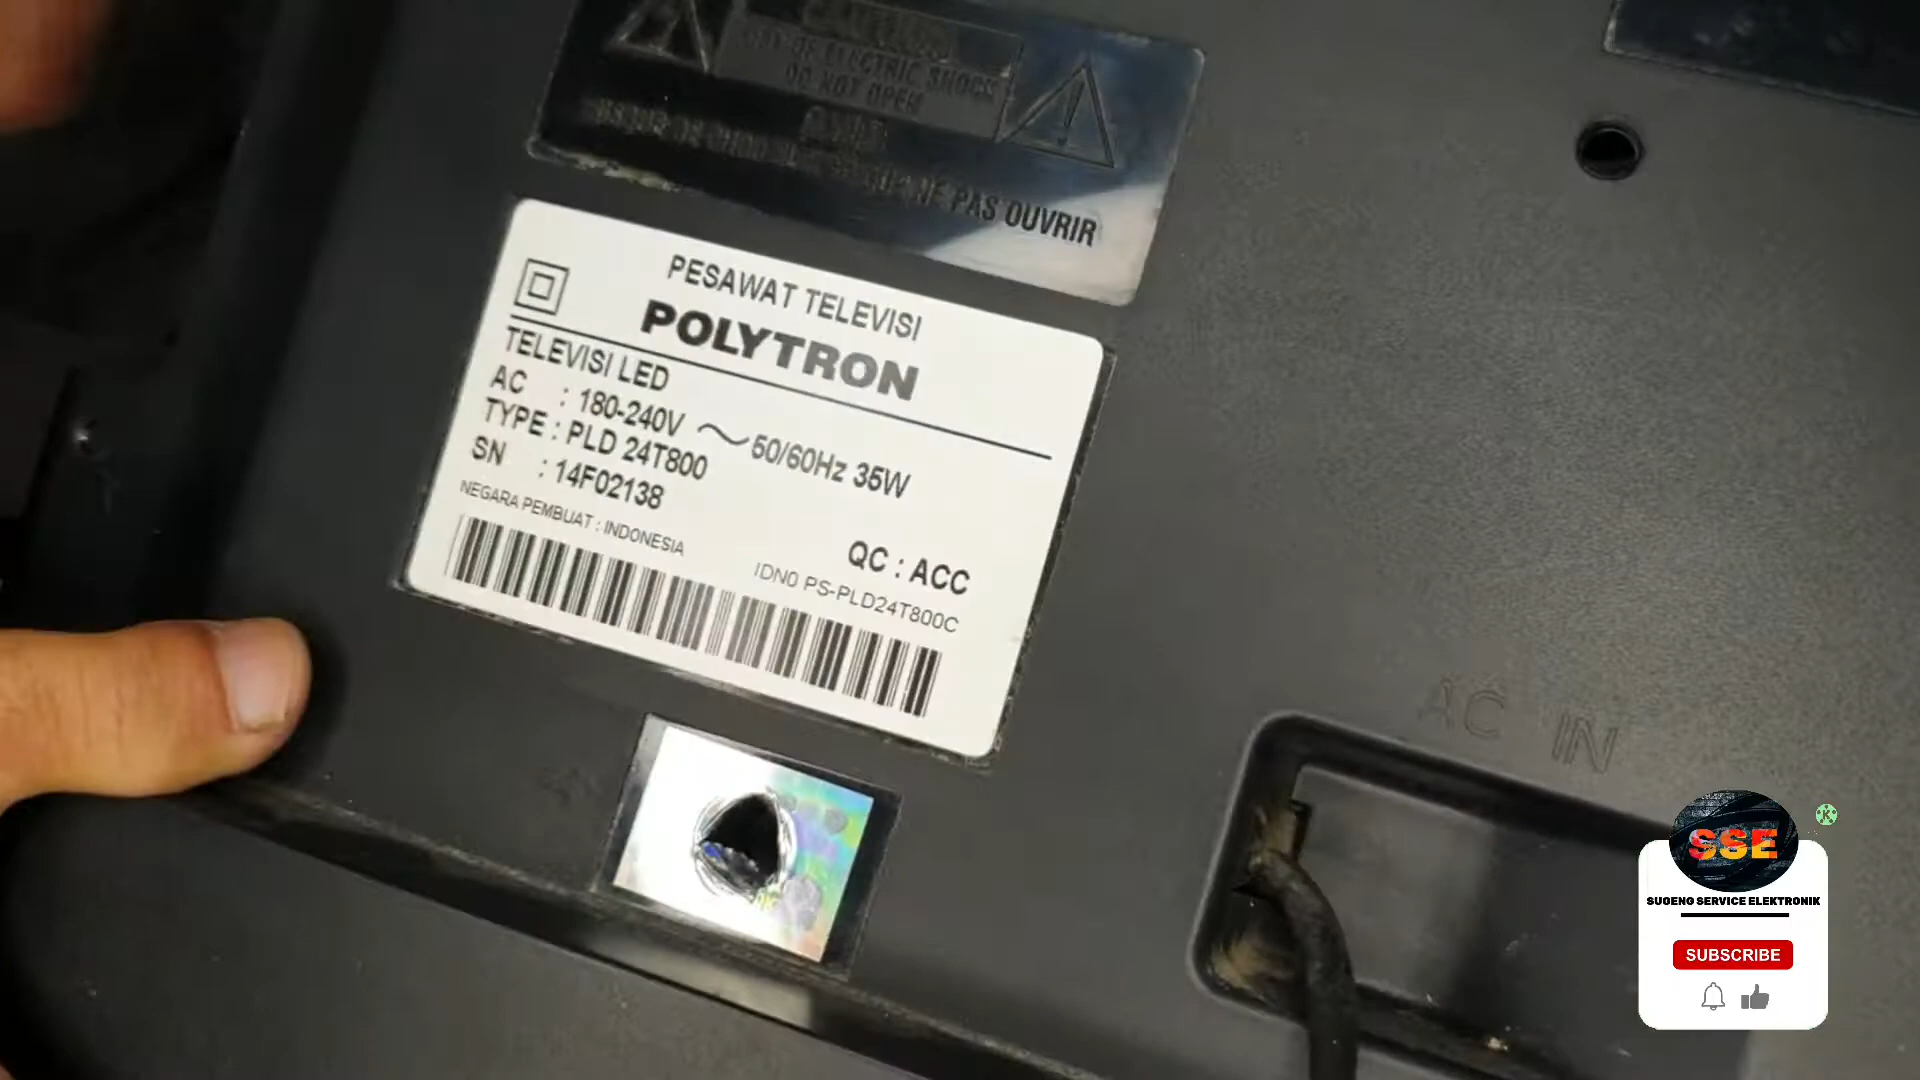 OF ELECTRIC SHOCK
DO NOT OPEN
NE PAS OUVRIR
PESAWAT TELEVISI
POLYTRON
TELEVISI LED
AC : 180-240V ~ 50/60Hz 35W
TYPE : PLD 24T800
SN : 14F02138
NEGARA PEMBUAT : INDONESIA
QC : ACC
IDN0 PS-PLD24T800C
AC IN
SSE
SUGENG SERVICE ELEKTRONIK
SUBSCRIBE